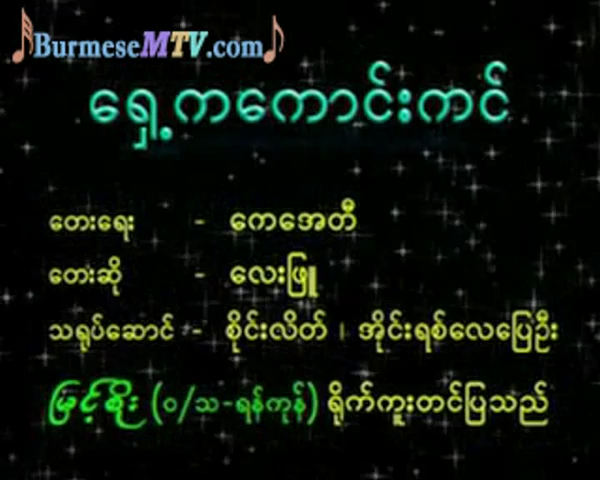 BurmeseMTV.com
ရှေ့ကကောင်းကင်
တေးရေး - ကေအေတီ
တေးဆို - လေးဖြူ
သရုပ်ဆောင် - စိုင်းလိတ် ၊ အိုင်းရစ်လေပြေဦး
မြင့်စိုး (ဝ/သ-ရန်ကုန်) ရိုက်ကူးတင်ပြသည်